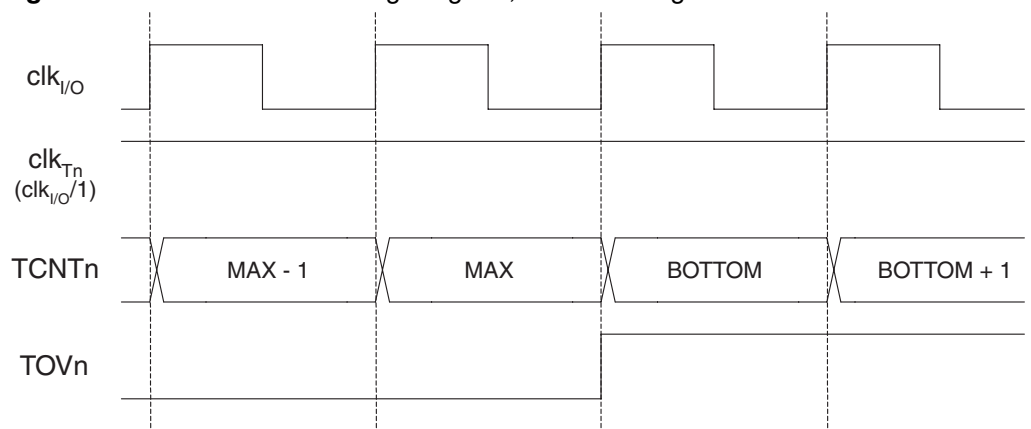 clkI/O
clkTn
(clkI/O/1)
TCNTn MAX - 1 MAX BOTTOM BOTTOM + 1
TOVn